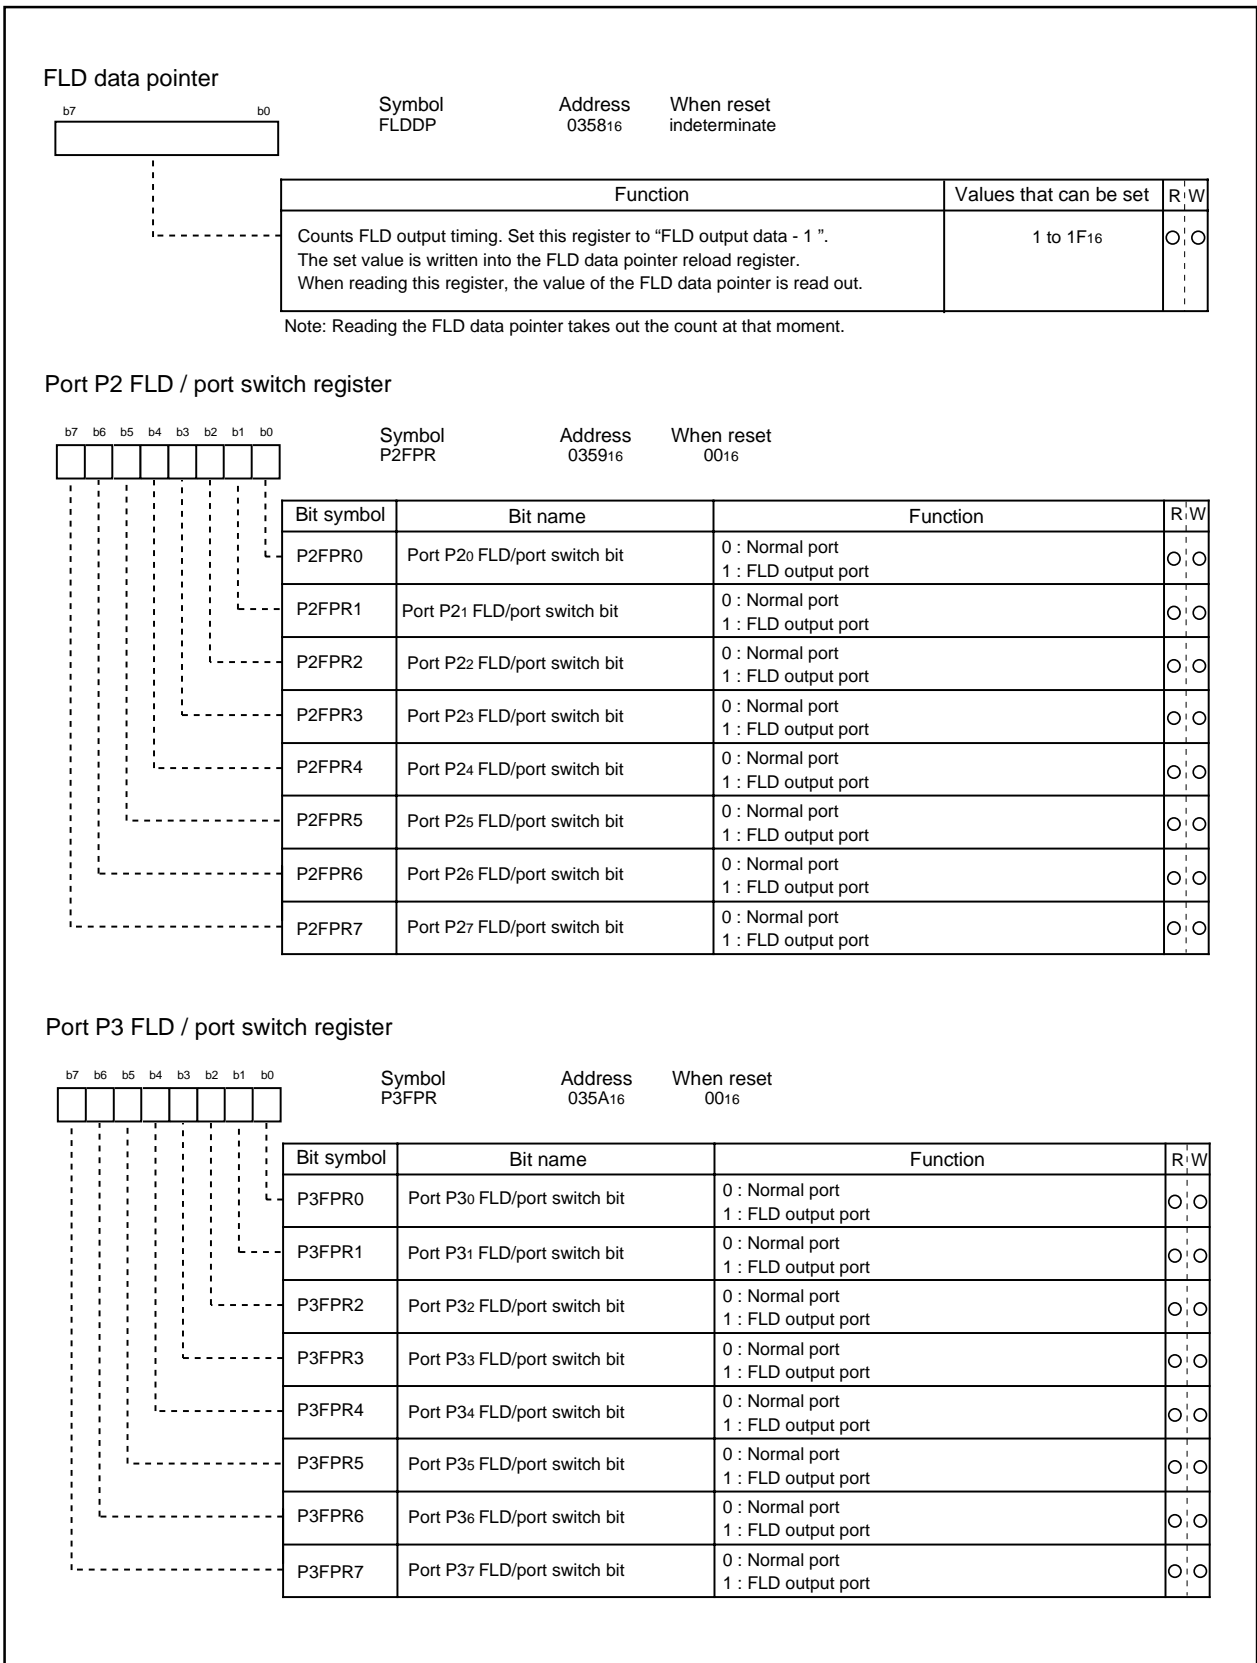 FLD data pointer
b7 b0
Symbol Address When reset
FLDDP 035816 indeterminate
Function Values that can be set R W
Counts FLD output timing. Set this register to “FLD output data - 1 ”. 1 to 1F16
The set value is written into the FLD data pointer reload register.
When reading this register, the value of the FLD data pointer is read out.
Note: Reading the FLD data pointer takes out the count at that moment.
Port P2 FLD / port switch register
b7 b6 b5 b4 b3 b2 b1 b0
Symbol Address When reset
P2FPR 035916 0016
Bit symbol Bit name Function R W
P2FPR0 Port P20 FLD/port switch bit 0 : Normal port
1 : FLD output port
P2FPR1 Port P21 FLD/port switch bit 0 : Normal port
1 : FLD output port
P2FPR2 Port P22 FLD/port switch bit 0 : Normal port
1 : FLD output port
P2FPR3 Port P23 FLD/port switch bit 0 : Normal port
1 : FLD output port
P2FPR4 Port P24 FLD/port switch bit 0 : Normal port
1 : FLD output port
P2FPR5 Port P25 FLD/port switch bit 0 : Normal port
1 : FLD output port
P2FPR6 Port P26 FLD/port switch bit 0 : Normal port
1 : FLD output port
P2FPR7 Port P27 FLD/port switch bit 0 : Normal port
1 : FLD output port
Port P3 FLD / port switch register
b7 b6 b5 b4 b3 b2 b1 b0
Symbol Address When reset
P3FPR 035A16 0016
Bit symbol Bit name Function R W
P3FPR0 Port P30 FLD/port switch bit 0 : Normal port
1 : FLD output port
P3FPR1 Port P31 FLD/port switch bit 0 : Normal port
1 : FLD output port
P3FPR2 Port P32 FLD/port switch bit 0 : Normal port
1 : FLD output port
P3FPR3 Port P33 FLD/port switch bit 0 : Normal port
1 : FLD output port
P3FPR4 Port P34 FLD/port switch bit 0 : Normal port
1 : FLD output port
P3FPR5 Port P35 FLD/port switch bit 0 : Normal port
1 : FLD output port
P3FPR6 Port P36 FLD/port switch bit 0 : Normal port
1 : FLD output port
P3FPR7 Port P37 FLD/port switch bit 0 : Normal port
1 : FLD output port